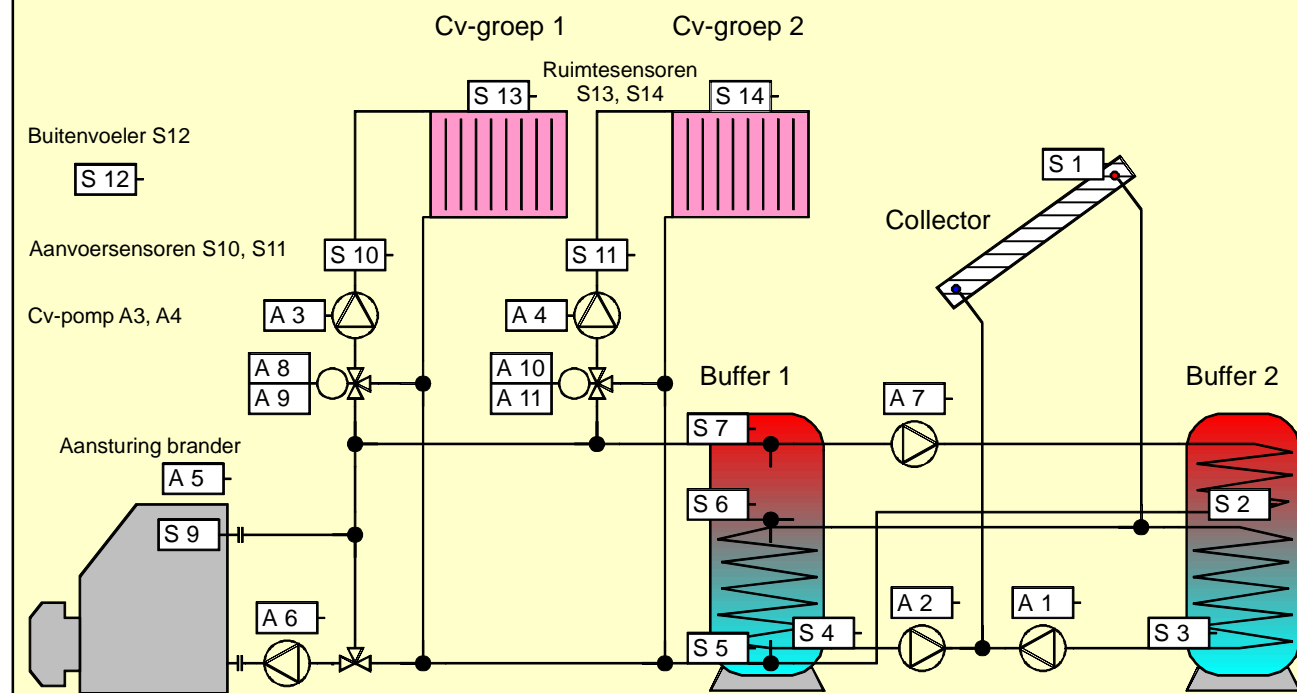 Cv-groep 1
Cv-groep 2
Ruimtesensoren
S13, S14
S 13
S 14
Buitenvoeler S12
S 12
S 1
Collector
Aanvoersensoren S10, S11
S 10
S 11
Cv-pomp A3, A4
A 3
A 4
A 8
A 9
A 10
A 11
Buffer 1
Buffer 2
A 7
S 7
Aansturing brander
A 5
S 6
S 2
S 9
A 6
A 2
A 1
S 5
S 4
S 3